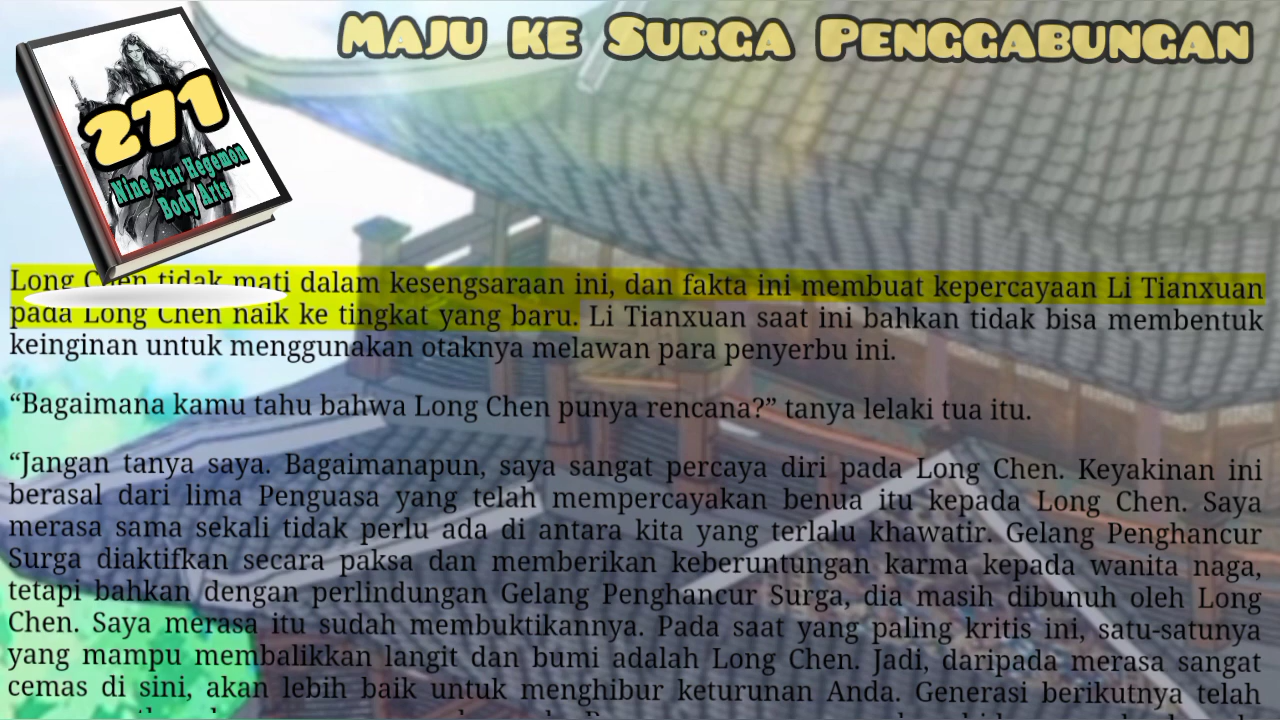 Maju ke Surga Penggabungan
271
Nine Star Hegemon
Body Arts
Long Chen tidak mati dalam kesengsaraan ini, dan fakta ini membuat kepercayaan Li Tianxuan
pada Long Chen naik ke tingkat yang baru. Li Tianxuan saat ini bahkan tidak bisa membentuk
keinginan untuk menggunakan otaknya melawan para penyerbu ini.
“Bagaimana kamu tahu bahwa Long Chen punya rencana?” tanya lelaki tua itu.
“Jangan tanya saya. Bagaimanapun, saya sangat percaya diri pada Long Chen. Keyakinan ini
berasal dari lima Penguasa yang telah mempercayakan benua itu kepada Long Chen. Saya
merasa sama sekali tidak perlu ada di antara kita yang terlalu khawatir. Gelang Penghancur
Surga diaktifkan secara paksa dan memberikan keberuntungan karma kepada wanita naga,
tetapi bahkan dengan perlindungan Gelang Penghancur Surga, dia masih dibunuh oleh Long
Chen. Saya merasa itu sudah membuktikannya. Pada saat yang paling kritis ini, satu-satunya
yang mampu membalikkan langit dan bumi adalah Long Chen. Jadi, daripada merasa sangat
cemas di sini, akan lebih baik untuk menghibur keturunan Anda. Generasi berikutnya telah